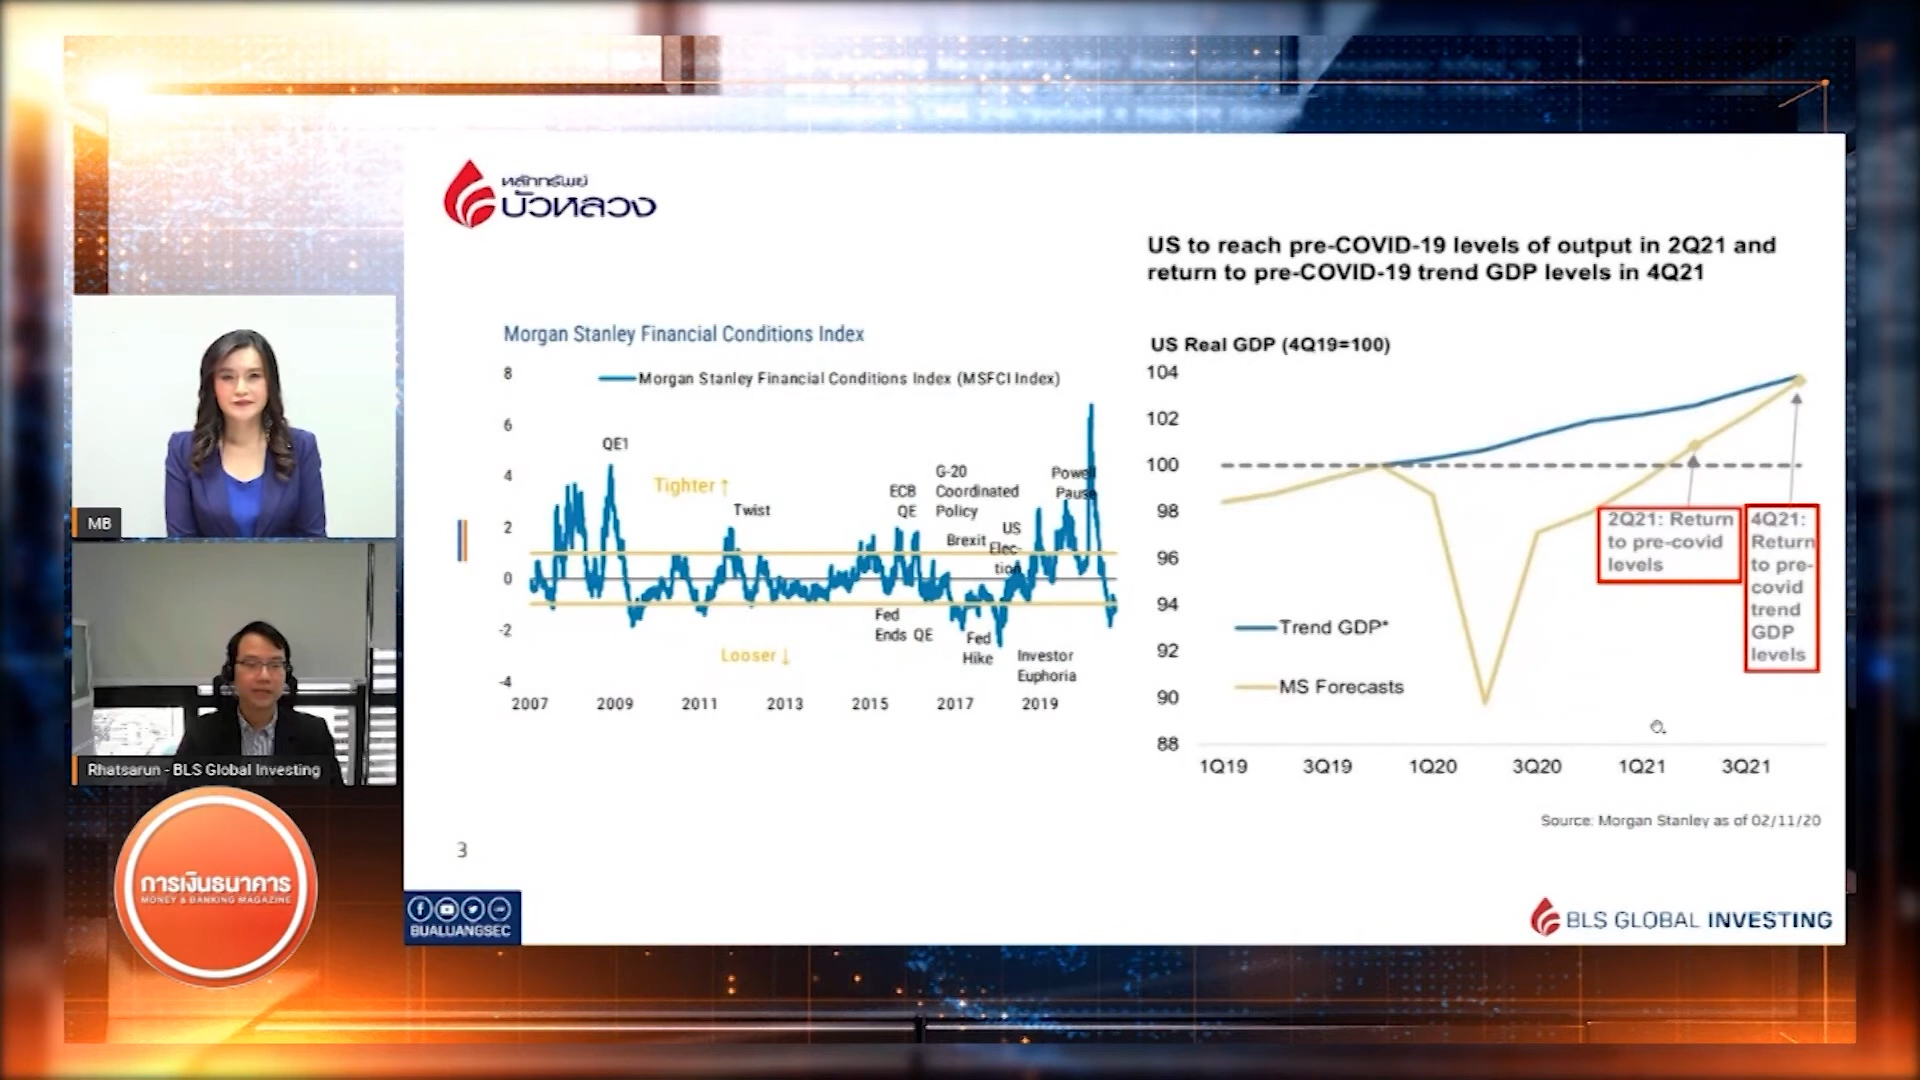 หลักทรัพย์
บัวหลวง
US to reach pre-COVID-19 levels of output in 2Q21 and
return to pre-COVID-19 trend GDP levels in 4Q21
Morgan Stanley Financial Conditions Index
Morgan Stanley Financial Conditions Index (MSFCI Index)
8
6
4
2
0
-2
-4
QE1
Tighter ↑
Twist
ECB
QE
G-20
Coordinated
Policy
Brexit
US
Elec-
tion
Powell
Pause
Fed
Ends QE
Fed
Hike
Looser ↓
Investor
Euphoria
2007 2009 2011 2013 2015 2017 2019
US Real GDP (4Q19=100)
104
102
100
98
96
94
92
90
88
2Q21: Return
to pre-covid
levels
4Q21:
Return
to pre-
covid
trend
GDP
levels
Trend GDP*
MS Forecasts
1Q19 3Q19 1Q20 3Q20 1Q21 3Q21
Source: Morgan Stanley as of 02/11/20
3
MB
Rhatsarun - BLS Global Investing
การเงินธนาคาร
MONEY & BANKING MAGAZINE
BUALUANGSEC
BLS GLOBAL INVESTING